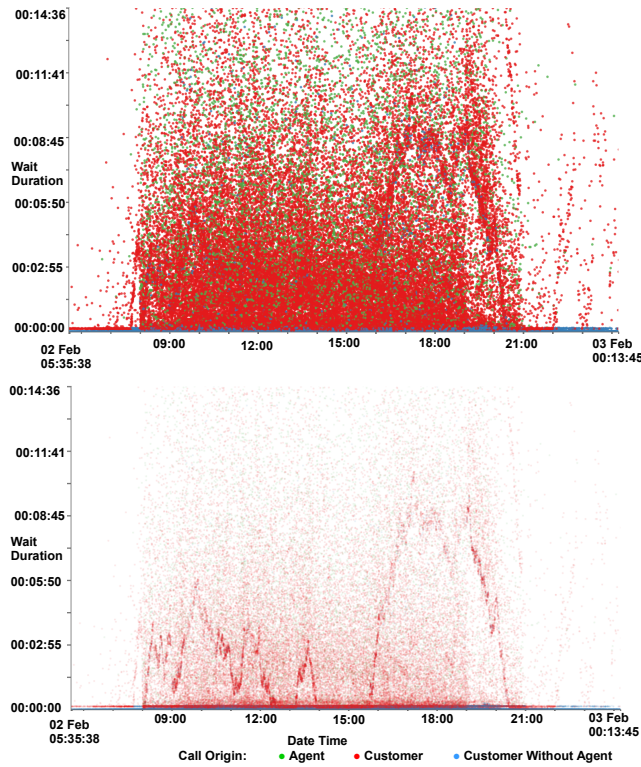 00:14:36
00:11:41
00:08:45
Wait
Duration
00:05:50
00:02:55
00:00:00
02 Feb
05:35:38
09:00
12:00
15:00
18:00
21:00
03 Feb
00:13:45
00:14:36
00:11:41
00:08:45
Wait
Duration
00:05:50
00:02:55
00:00:00
02 Feb
05:35:38
09:00
12:00
15:00
18:00
21:00
03 Feb
00:13:45
Date Time
Call Origin: Agent Customer Customer Without Agent